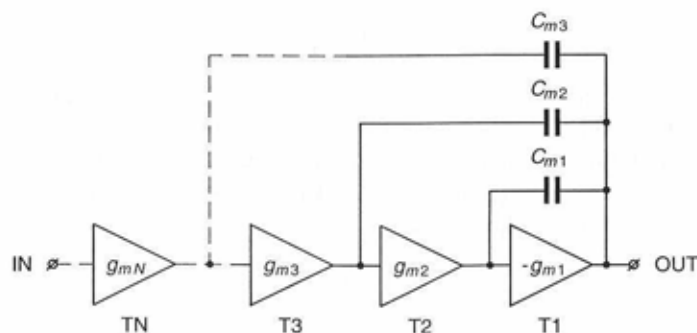 Cm3
Cm2
Cm1
IN gmN gm3 gm2 -gm1 OUT
TN T3 T2 T1